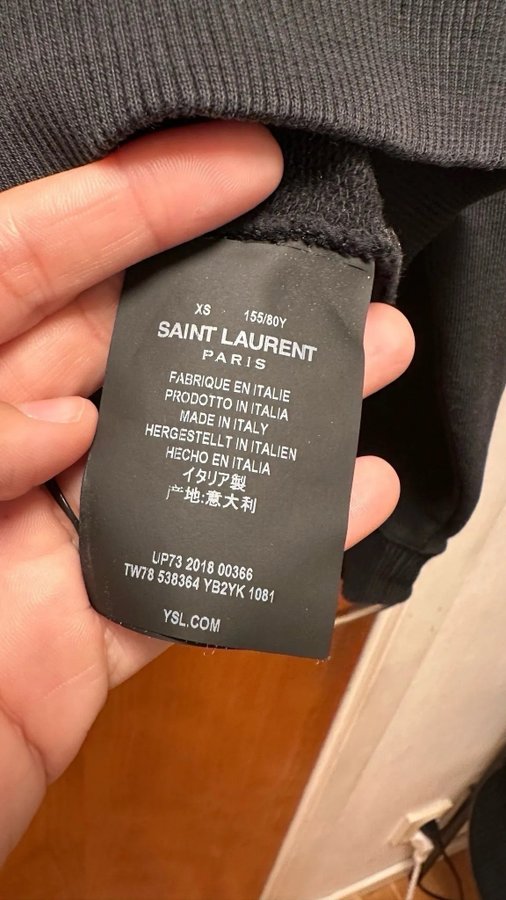 XS 155/80Y
SAINT LAURENT
PARIS
FABRIQUE EN ITALIE
PRODOTTO IN ITALIA
MADE IN ITALY
HERGESTELLT IN ITALIEN
HECHO EN ITALIA
イタリア製
产地:意大利
UP73 2018 00366
TW78 538364 YB2YK 1081
YSL.COM